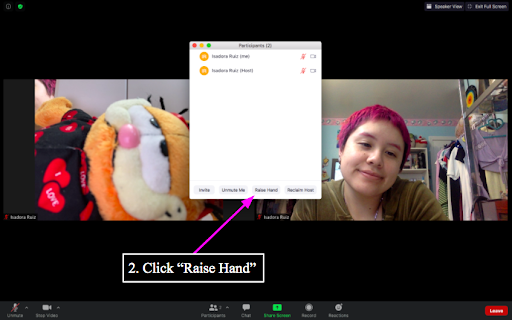 Speaker View
Exit Full Screen
Participants (2)
Isadora Ruiz (me)
Isadora Ruiz (Host)
Invite
Unmute Me
Raise Hand
Reclaim Host
LOVE
LOVE
Isadora Ruiz
Isadora Ruiz
2. Click “Raise Hand”
Unmute
Stop Video
Participants
2
Chat
Share Screen
Record
Reactions
Leave